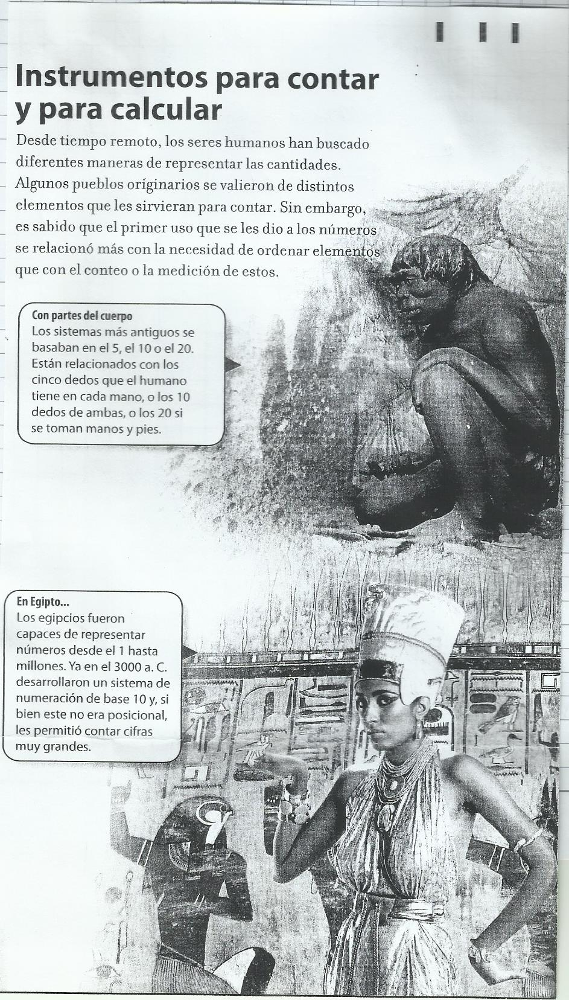 Instrumentos para contar
y para calcular
Desde tiempo remoto, los seres humanos han buscado
diferentes maneras de representar las cantidades.
Algunos pueblos originarios se valieron de distintos
elementos que les sirvieran para contar. Sin embargo,
es sabido que el primer uso que se les dio a los números
se relacionó más con la necesidad de ordenar elementos
que con el conteo o la medición de estos.
Con partes del cuerpo
Los sistemas más antiguos se
basaban en el 5, el 10 o el 20.
Están relacionados con los
cinco dedos que el humano
tiene en cada mano, o los 10
dedos de ambas, o los 20 si
se toman manos y pies.
En Egipto...
Los egipcios fueron
capaces de representar
números desde el 1 hasta
millones. Ya en el 3000 a. C.
desarrollaron un sistema de
numeración de base 10 y, si
bien este no era posicional,
les permitió contar cifras
muy grandes.